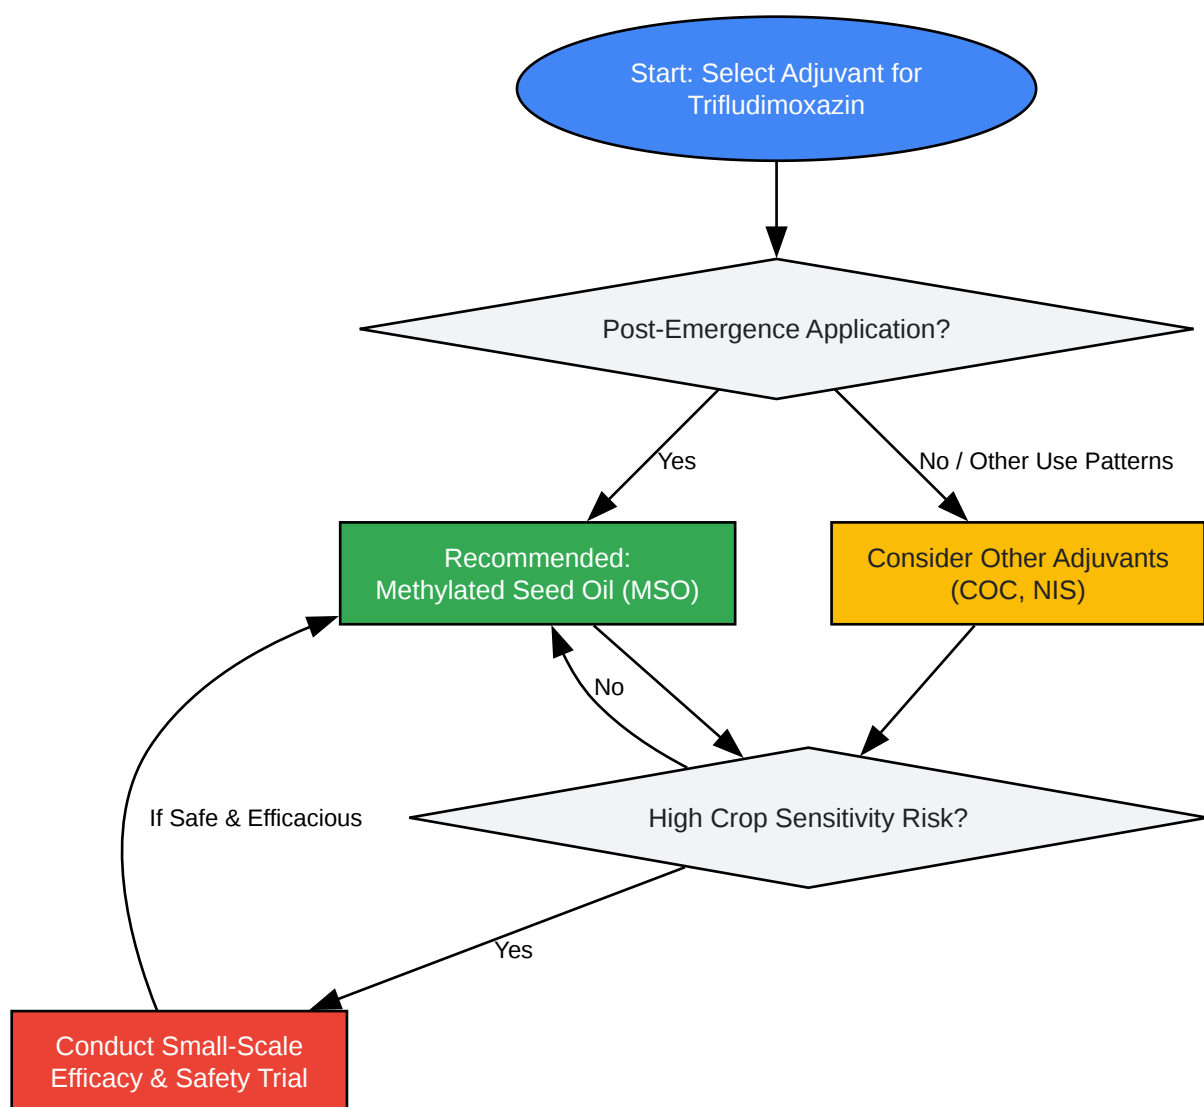 Start: Select Adjuvant for
Trifludimoxazin
Post-Emergence Application?
Yes
No / Other Use Patterns
Recommended:
Methylated Seed Oil (MSO)
Consider Other Adjuvants
(COC, NIS)
No
High Crop Sensitivity Risk?
If Safe & Efficacious
Yes
Conduct Small-Scale
Efficacy & Safety Trial